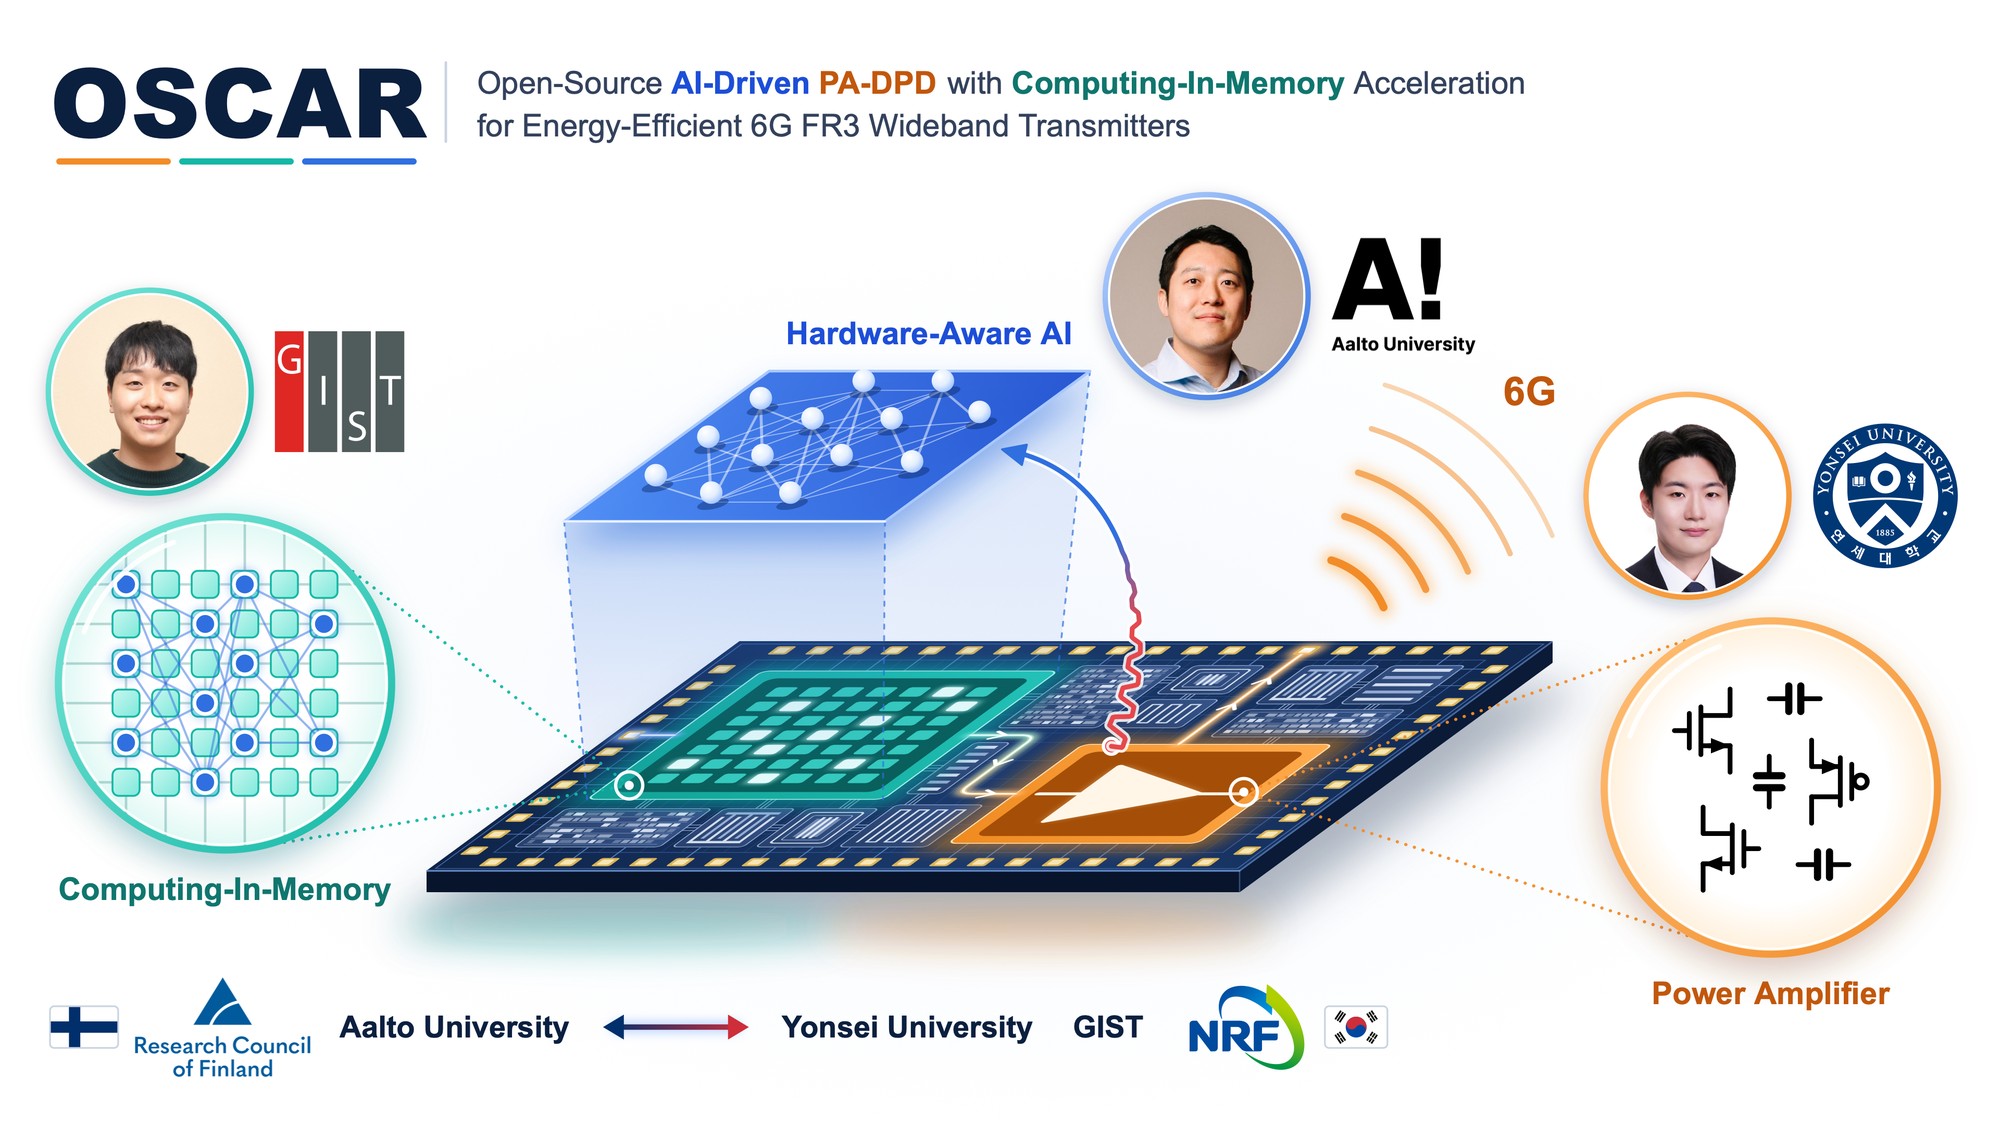 OSCAR
Open-Source AI-Driven PA-DPD with Computing-In-Memory Acceleration
for Energy-Efficient 6G FR3 Wideband Transmitters
A!
Aalto University
Hardware-Aware AI
GIST
6G
YONSEI UNIVERSITY
1885
연세대학교
Computing-In-Memory
Power Amplifier
Research Council
of Finland
Aalto University
Yonsei University
GIST
NRF